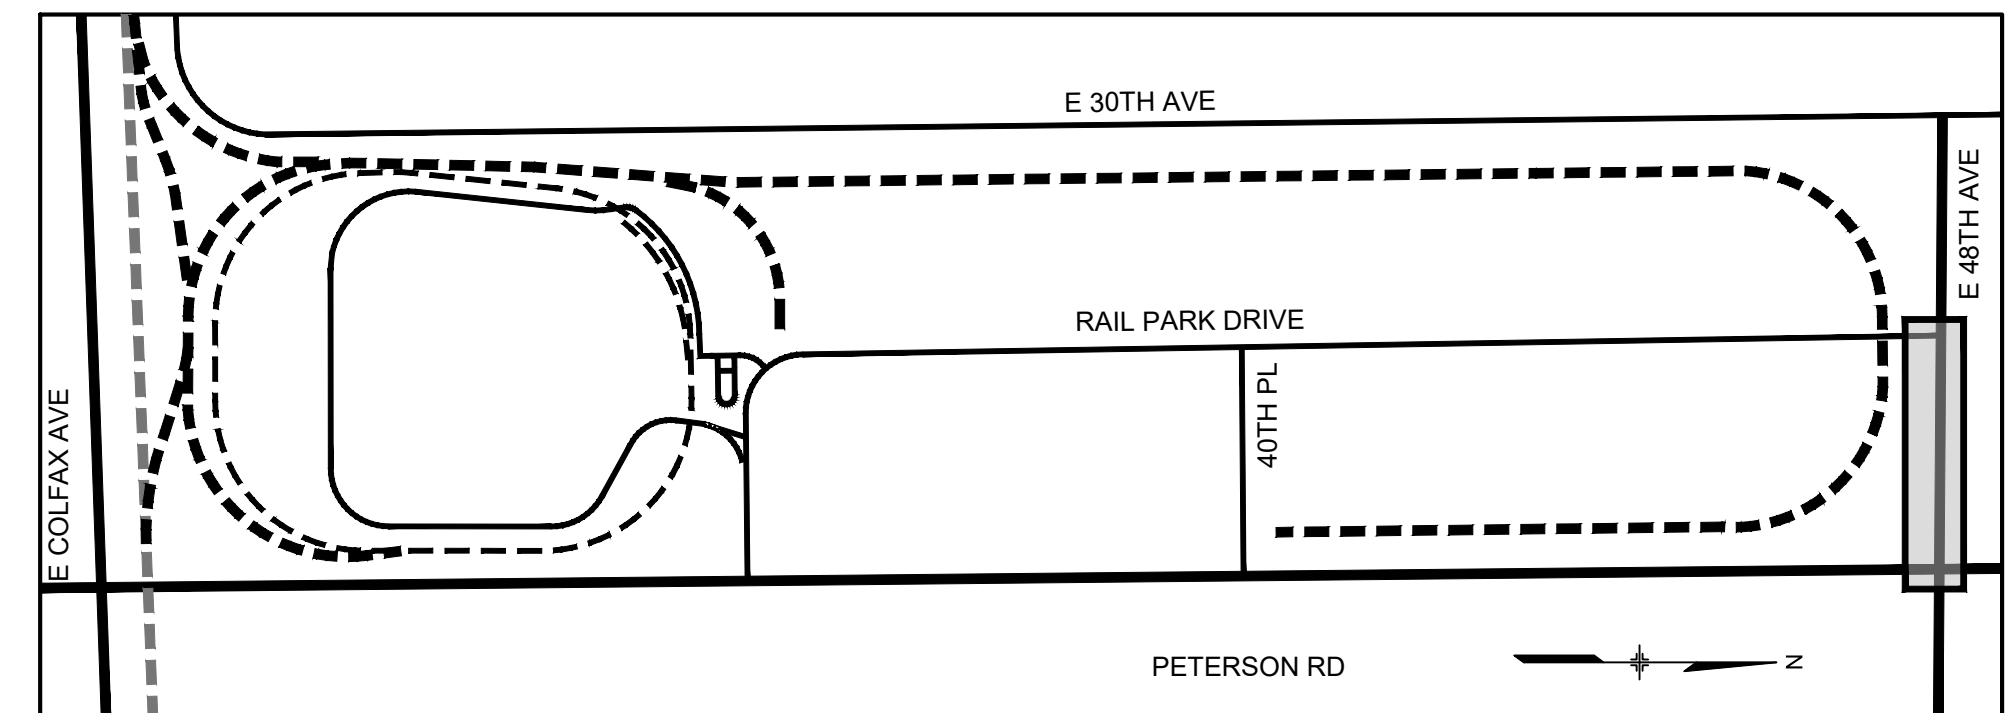 E 30TH AVE
E 48TH AVE
RAIL PARK DRIVE
40TH PL
E COLFAX AVE
PETERSON RD
N